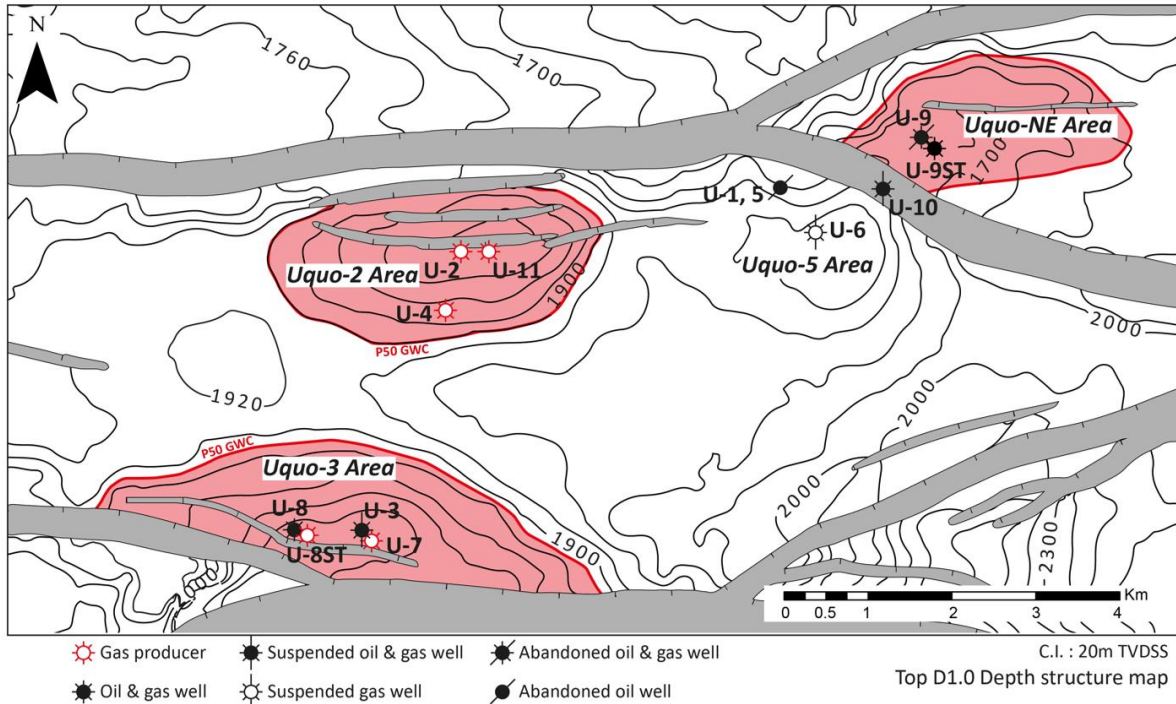 N
1760
1700
U-9
Uquo-NE Area
U-9ST
1700
U-1, 5
U-10
U-6
Uquo-5 Area
Uquo-2 Area
U-2
U-11
1900
U-4
P50 GWC
2000
1920
2000
P50 GWC
Uquo-3 Area
2000
U-8
U-3
U-8ST
U-7
1900
2300
Km
0 0.5 1 2 3 4
Gas producer
Suspended oil & gas well
Abandoned oil & gas well
C.I. : 20m TVDSS
Oil & gas well
Suspended gas well
Abandoned oil well
Top D1.0 Depth structure map